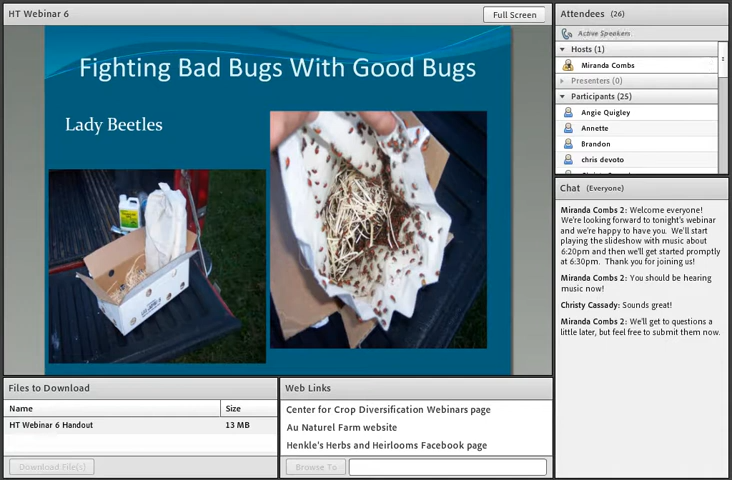 HT Webinar 6
Full Screen
Fighting Bad Bugs With Good Bugs
Lady Beetles
Files to Download
Name
Size
HT Webinar 6 Handout
13 MB
Download File(s)
Web Links
Center for Crop Diversification Webinars page
Au Naturel Farm website
Henkle's Herbs and Heirlooms Facebook page
Browse To
Attendees (26)
Active Speakers
Hosts (1)
Miranda Combs
Presenters (0)
Participants (25)
Angie Quigley
Annette
Brandon
chris devoto
Chat (Everyone)
Miranda Combs 2: Welcome everyone!
We're looking forward to tonight's webinar
and we're happy to have you. We'll start
playing the slideshow with music about
6:20pm and then we'll get started promptly
at 6:30pm. Thank you for joining us!
Miranda Combs 2: You should be hearing
music now!
Christy Cassady: Sounds great!
Miranda Combs 2: We'll get to questions a
little later, but feel free to submit them now.